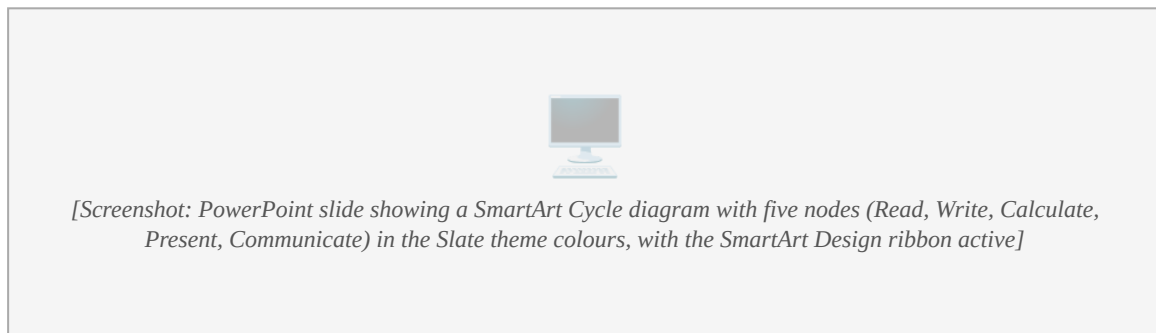 [Screenshot: PowerPoint slide showing a SmartArt Cycle diagram with five nodes (Read, Write, Calculate,
Present, Communicate) in the Slate theme colours, with the SmartArt Design ribbon active]